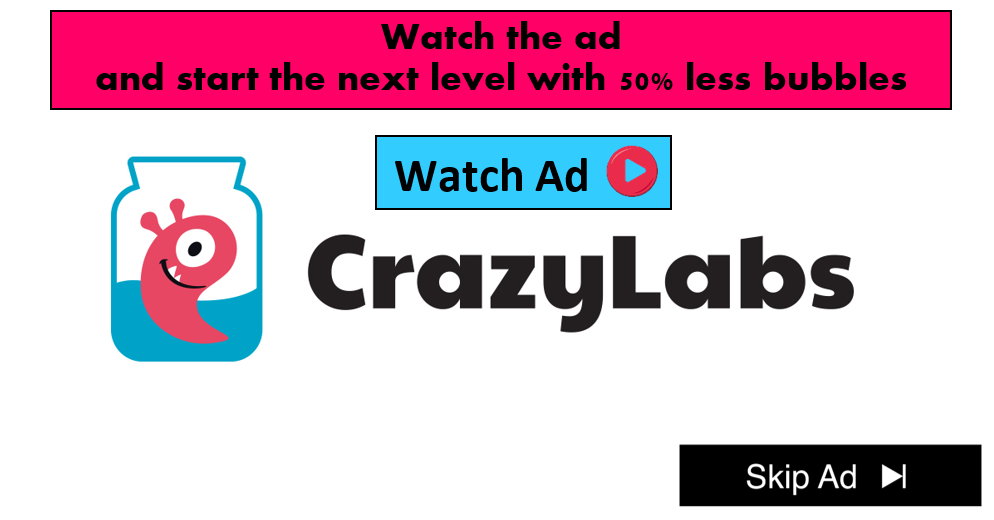 Watch the ad
and start the next level with 50% less bubbles
Watch Ad
CrazyLabs
Skip Ad